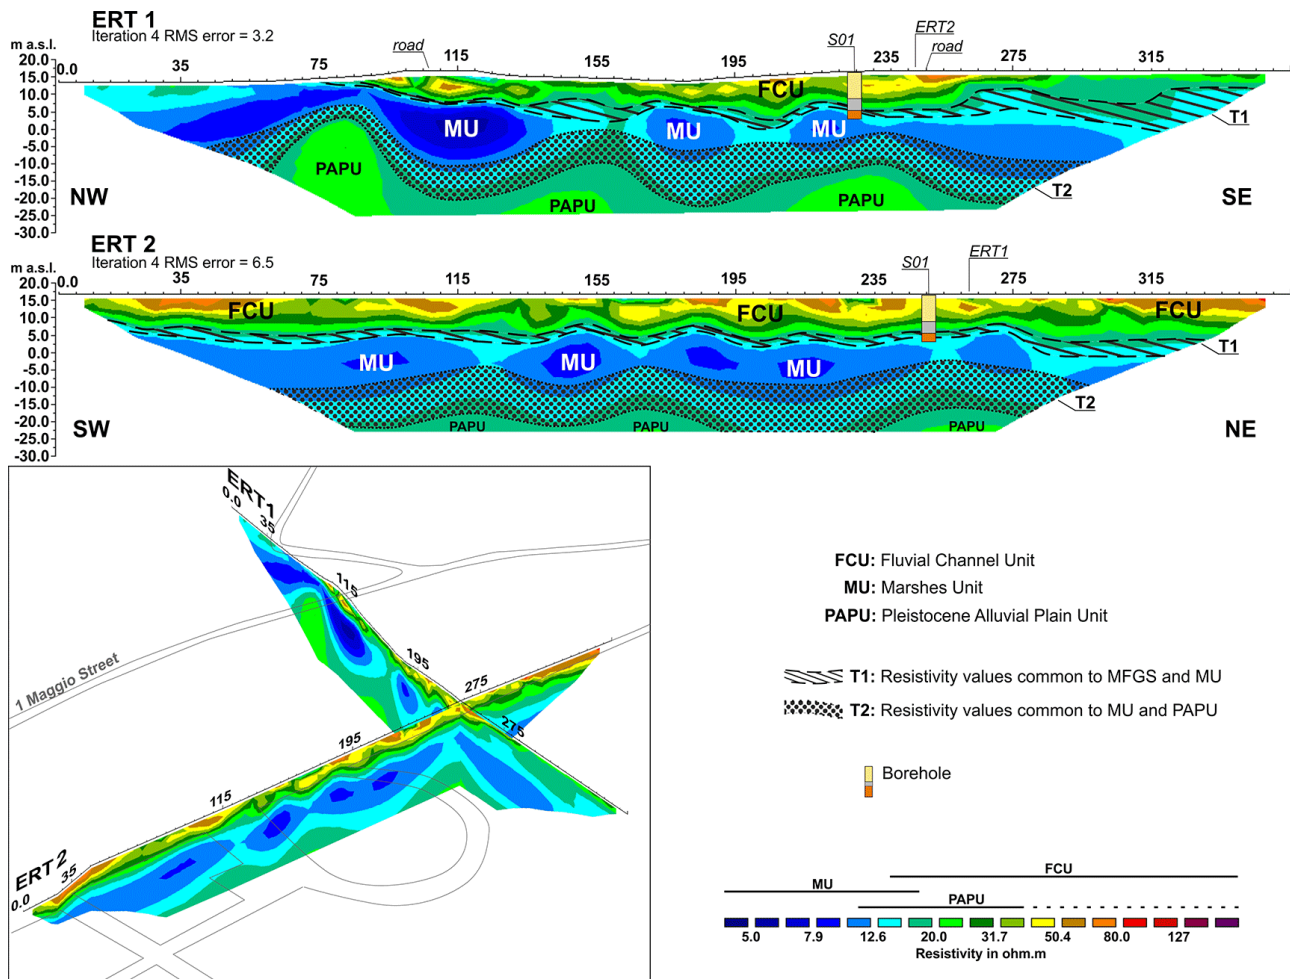 ERT 1
Iteration 4 RMS error = 3.2
m a.s.l.
road
S01
ERT2
road
0.0 35 75 115 155 195 235 275 315
20.0
15.0
10.0
5.0
0.0
-5.0
-10.0
-15.0
-20.0
-25.0
-30.0
FCU
MU
MU
MU
PAPU
PAPU
PAPU
T1
T2
NW
SE
ERT 2
Iteration 4 RMS error = 6.5
m a.s.l.
S01
ERT1
0.0 35 75 115 155 195 235 275 315
20.0
15.0
10.0
5.0
0.0
-5.0
-10.0
-15.0
-20.0
-25.0
-30.0
FCU
FCU
FCU
MU
MU
MU
PAPU
PAPU
PAPU
T1
T2
SW
NE
ERT1
0.0
35
115
195
275
275
195
115
35
0.0
ERT2
1 Maggio Street
FCU: Fluvial Channel Unit
MU: Marshes Unit
PAPU: Pleistocene Alluvial Plain Unit
T1: Resistivity values common to MFGS and MU
T2: Resistivity values common to MU and PAPU
Borehole
FCU
MU
PAPU
5.0 7.9 12.6 20.0 31.7 50.4 80.0 127
Resistivity in ohm.m